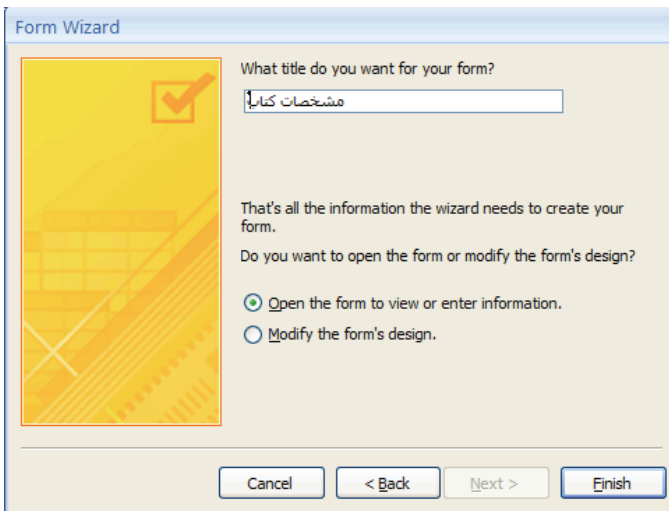 Form Wizard
What title do you want for your form?
مشخصات کتاب
That's all the information the wizard needs to create your
form.
Do you want to open the form or modify the form's design?
Open the form to view or enter information.
Modify the form's design.
Cancel
< Back
Next >
Finish